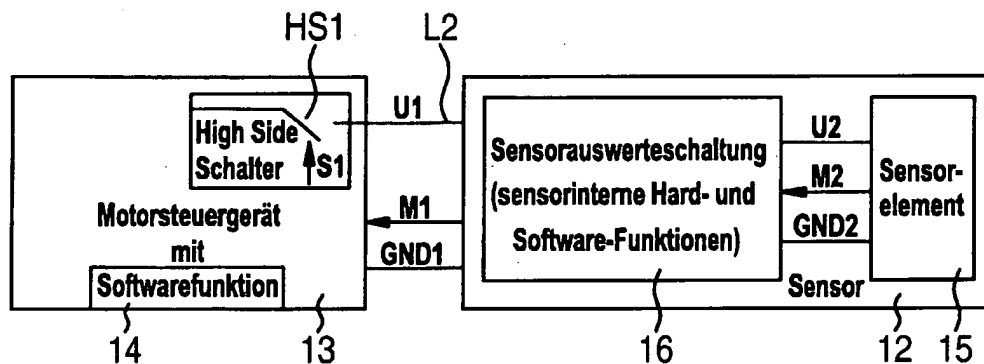 HS1
L2
High Side
Schalter
S1
U1
Motorsteuergerät
mit
Softwarefunktion
M1
GND1
Sensorauswerteschaltung
(sensorinterne Hard- und
Software-Funktionen)
U2
M2
GND2
Sensor-
element
Sensor
14
13
16
12
15